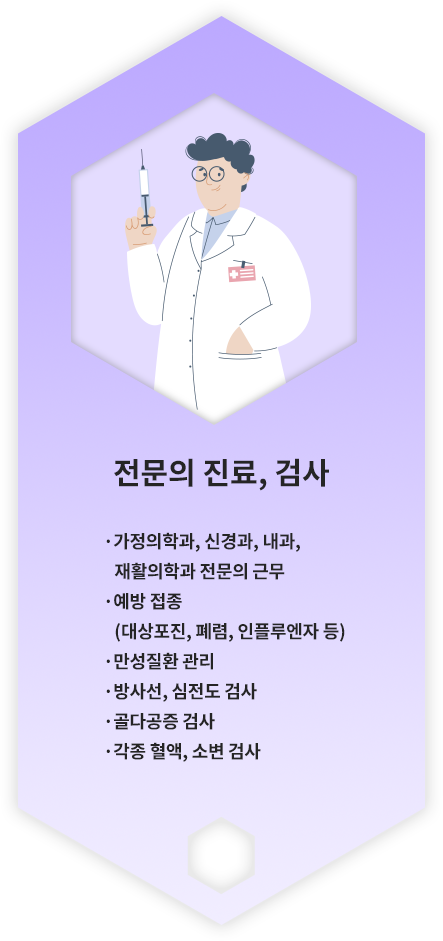 전문의 진료, 검사
· 가정의학과, 신경과, 내과,
재활의학과 전문의 근무
· 예방 접종
(대상포진, 폐렴, 인플루엔자 등)
· 만성질환 관리
· 방사선, 심전도 검사
· 골다공증 검사
· 각종 혈액, 소변 검사